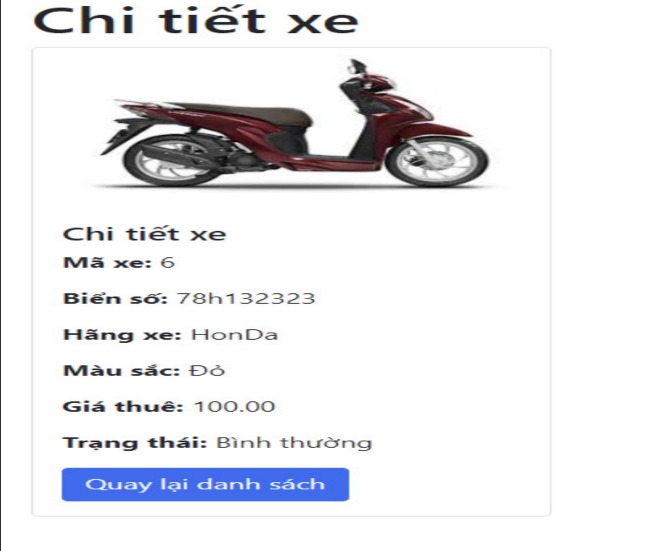 Chi tiết xe
Chi tiết xe
Mã xe: 6
Biển số: 78h132323
Hãng xe: HonDa
Màu sắc: Đỏ
Giá thuê: 100.00
Trạng thái: Bình thường
Quay lại danh sách